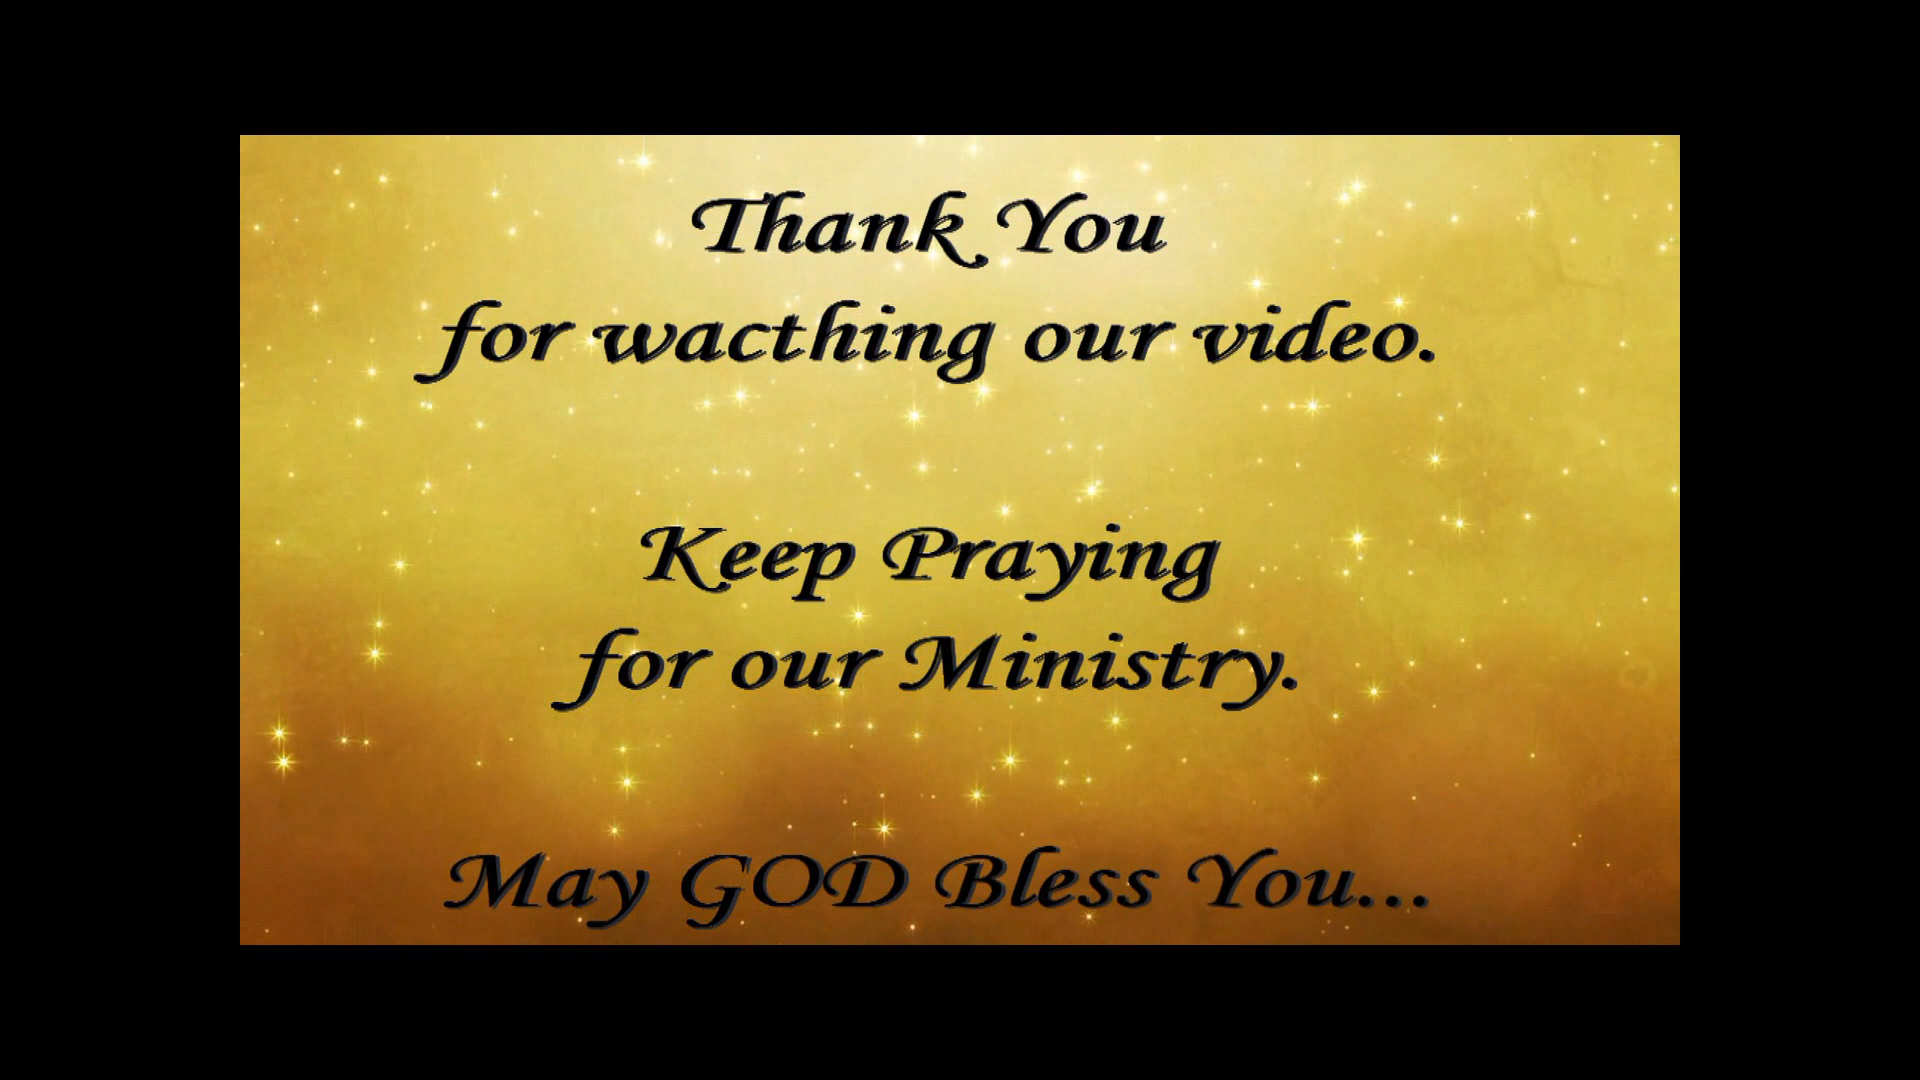 Thank You
for wacthing our video.
Keep Praying
for our Ministry.
May GOD Bless You...